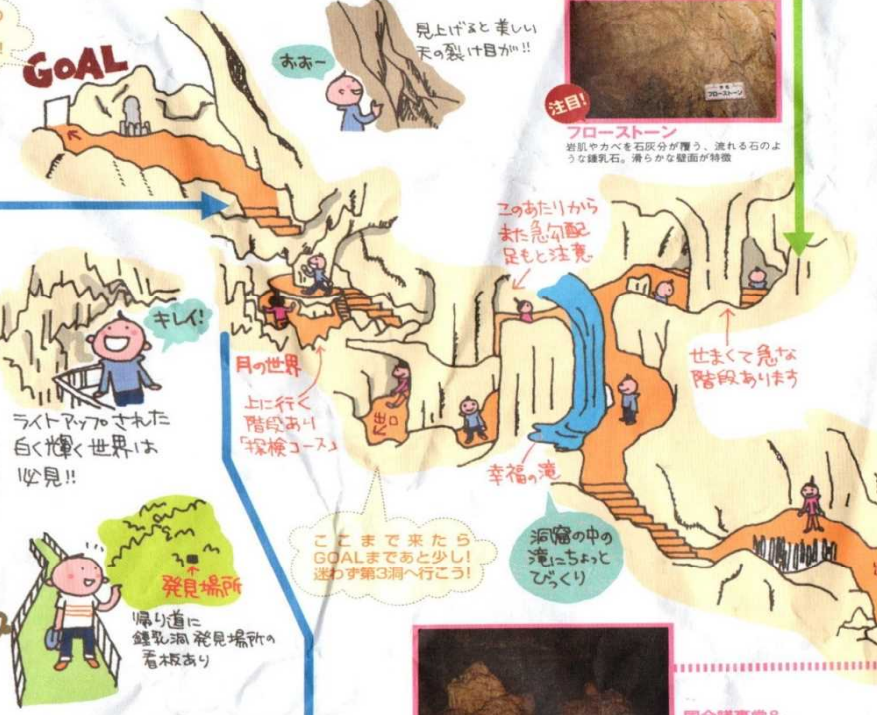 GOAL
おおー
見上げると美しい
天の裂け目が!!
フローストーン
注目!
フローストーン
岩肌やカベを石灰分が覆う、流れる石のよ
うな鍾乳石。滑らかな壁面が特徴
このあたりから
また急勾配
足もと注意
キレイ!
ライトアップされた
白く輝く世界は
必見!!
月の世界
上に行く
階段あり
「探検コース」
出口
せまくて急な
階段あります
幸福の滝
ここまで来たら
GOALまであと少し!
迷わず第3洞へ行こう!
洞窟の中の
滝にちょっと
びっくり
発見場所
帰り道に
鍾乳洞発見場所の
看板あり